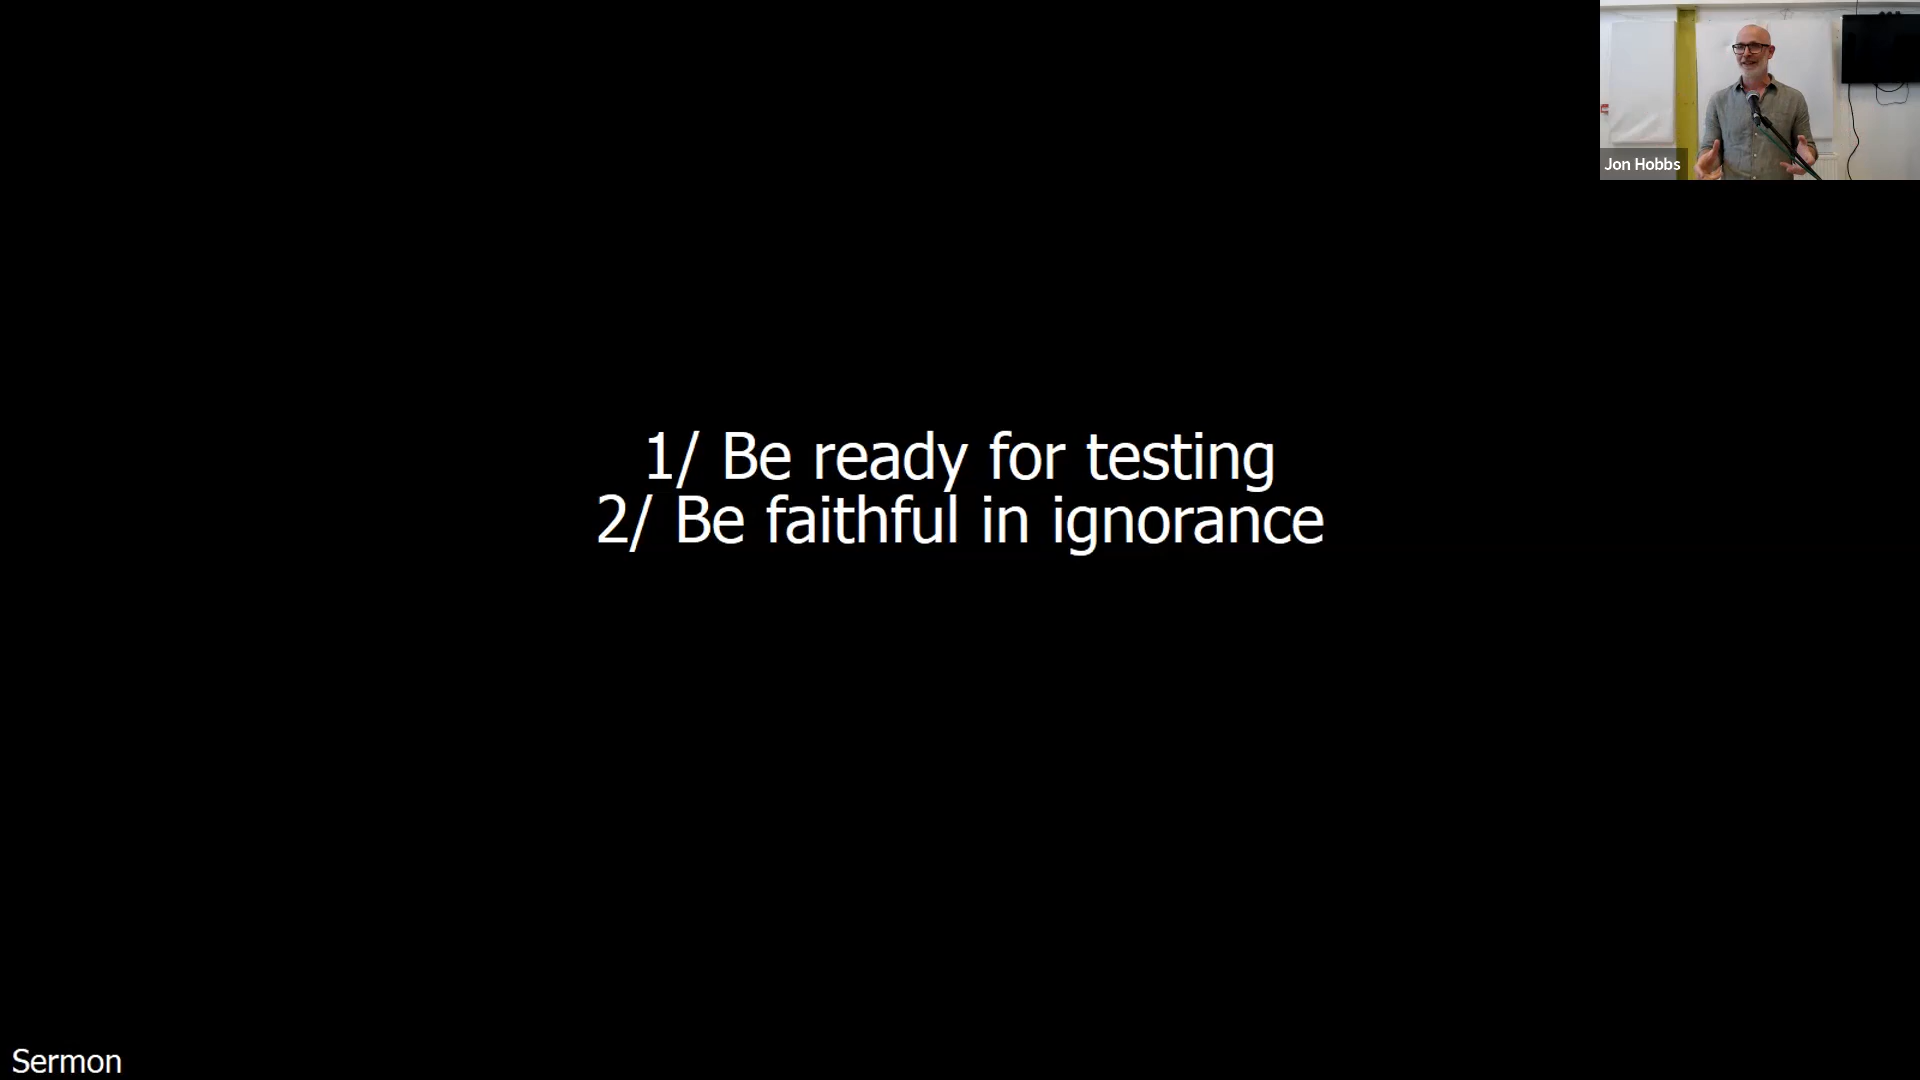 Jon Hobbs
1/ Be ready for testing
2/ Be faithful in ignorance
Sermon